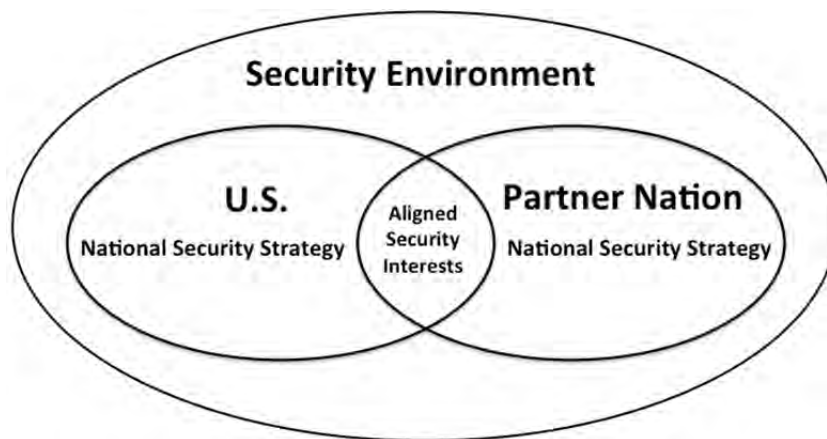 Security Environment
U.S.
National Security Strategy
Aligned
Security
Interests
Partner Nation
National Security Strategy